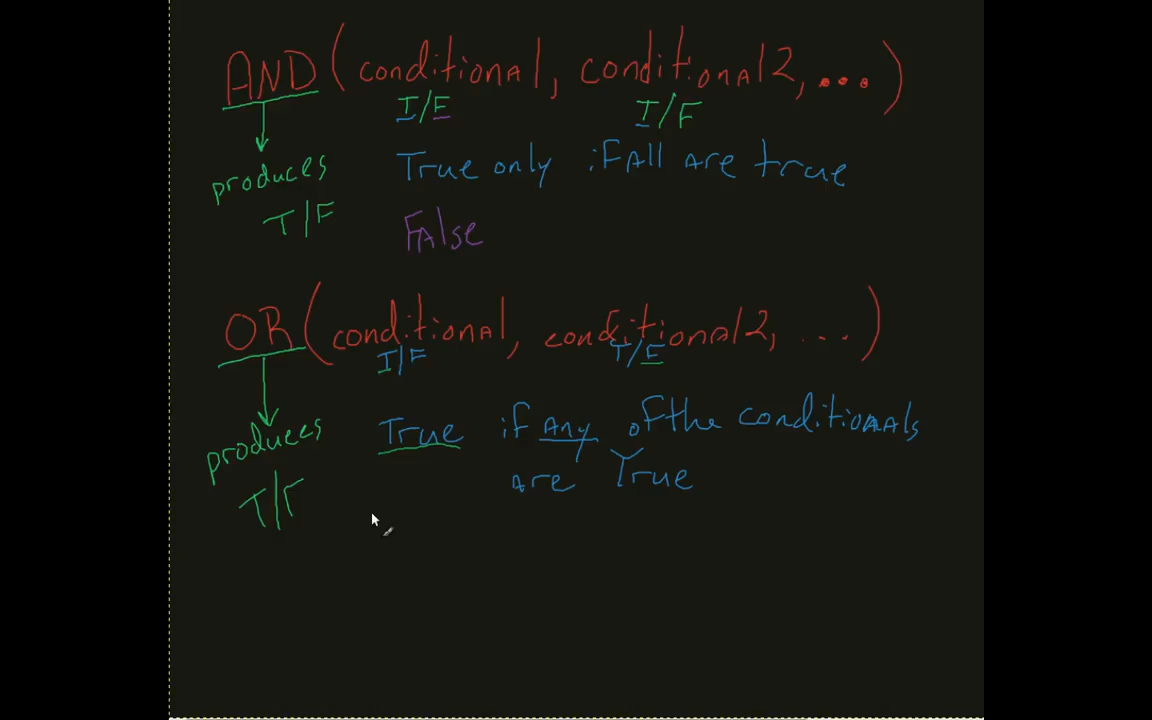 AND(conditional, conditional2, ...)
T/F T/F
produces True only if All Are true
T/F False
OR(conditional, conditional2, ...)
T/F T/F
produces True if Any of the conditionals
Are True
T/F